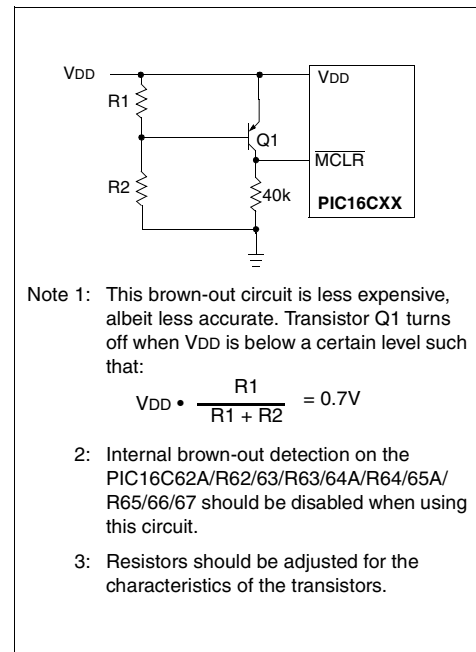 VDD
VDD
R1
Q1
MCLR
R2
40k
PIC16CXX
Note 1: This brown-out circuit is less expensive,
albeit less accurate. Transistor Q1 turns
off when VDD is below a certain level such
that:
VDD • R1 / R1 + R2 = 0.7V
2: Internal brown-out detection on the
PIC16C62A/R62/63/R63/64A/R64/65A/
R65/66/67 should be disabled when using
this circuit.
3: Resistors should be adjusted for the
characteristics of the transistors.